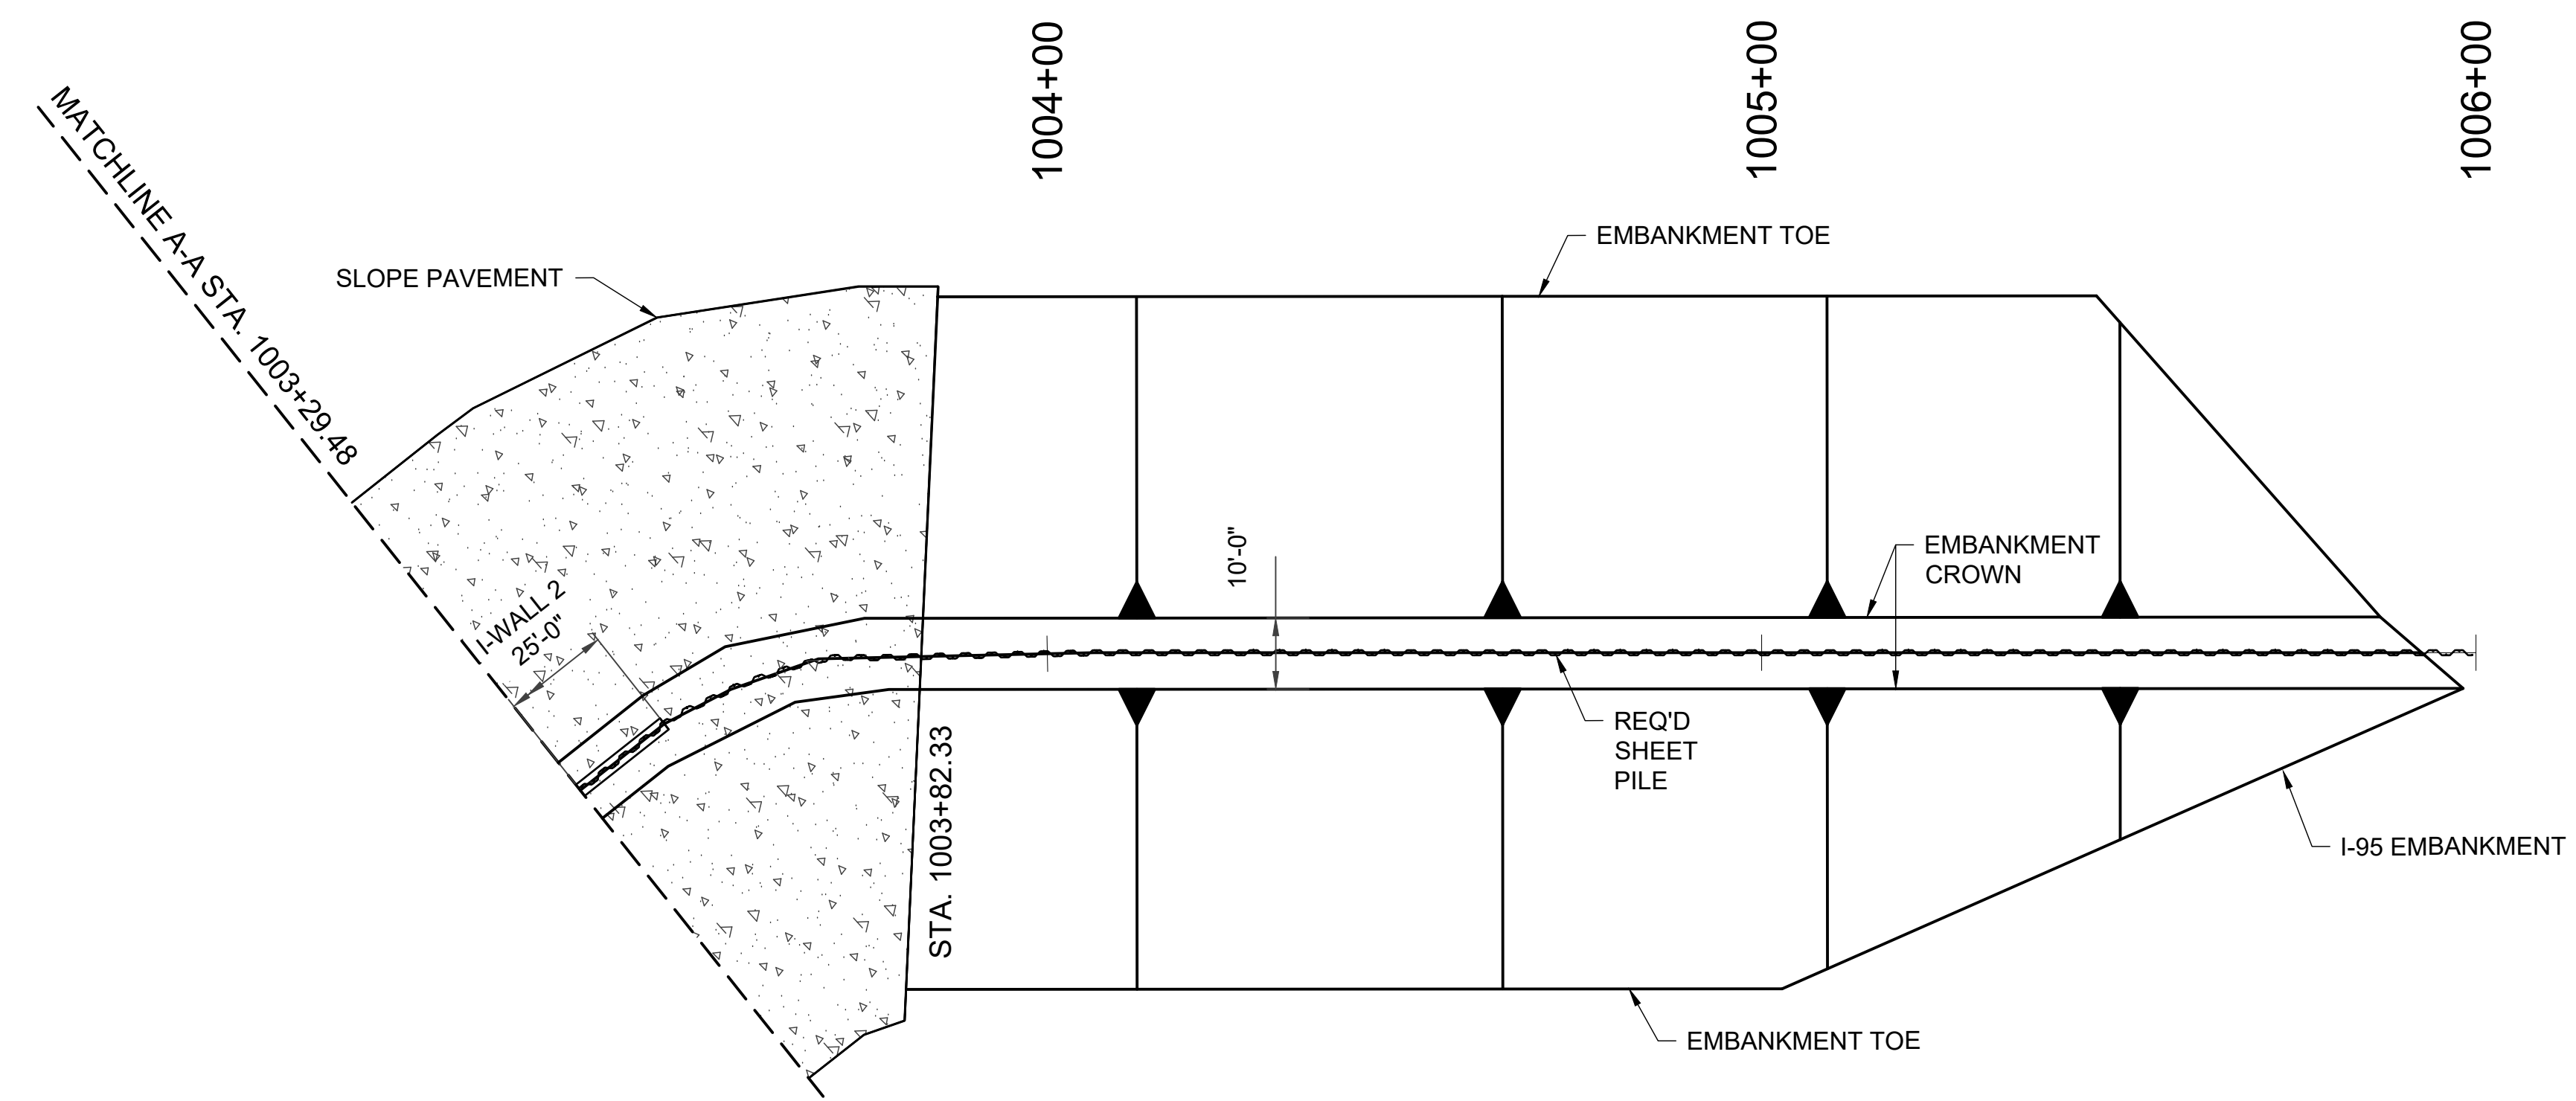 1004+00
1005+00
1006+00
MATCHLINE A-A STA. 1003+29.48
SLOPE PAVEMENT
EMBANKMENT TOE
10'-0"
EMBANKMENT
CROWN
I-WALL 2
25'-0"
REQ'D
SHEET
PILE
STA. 1003+82.33
I-95 EMBANKMENT
EMBANKMENT TOE